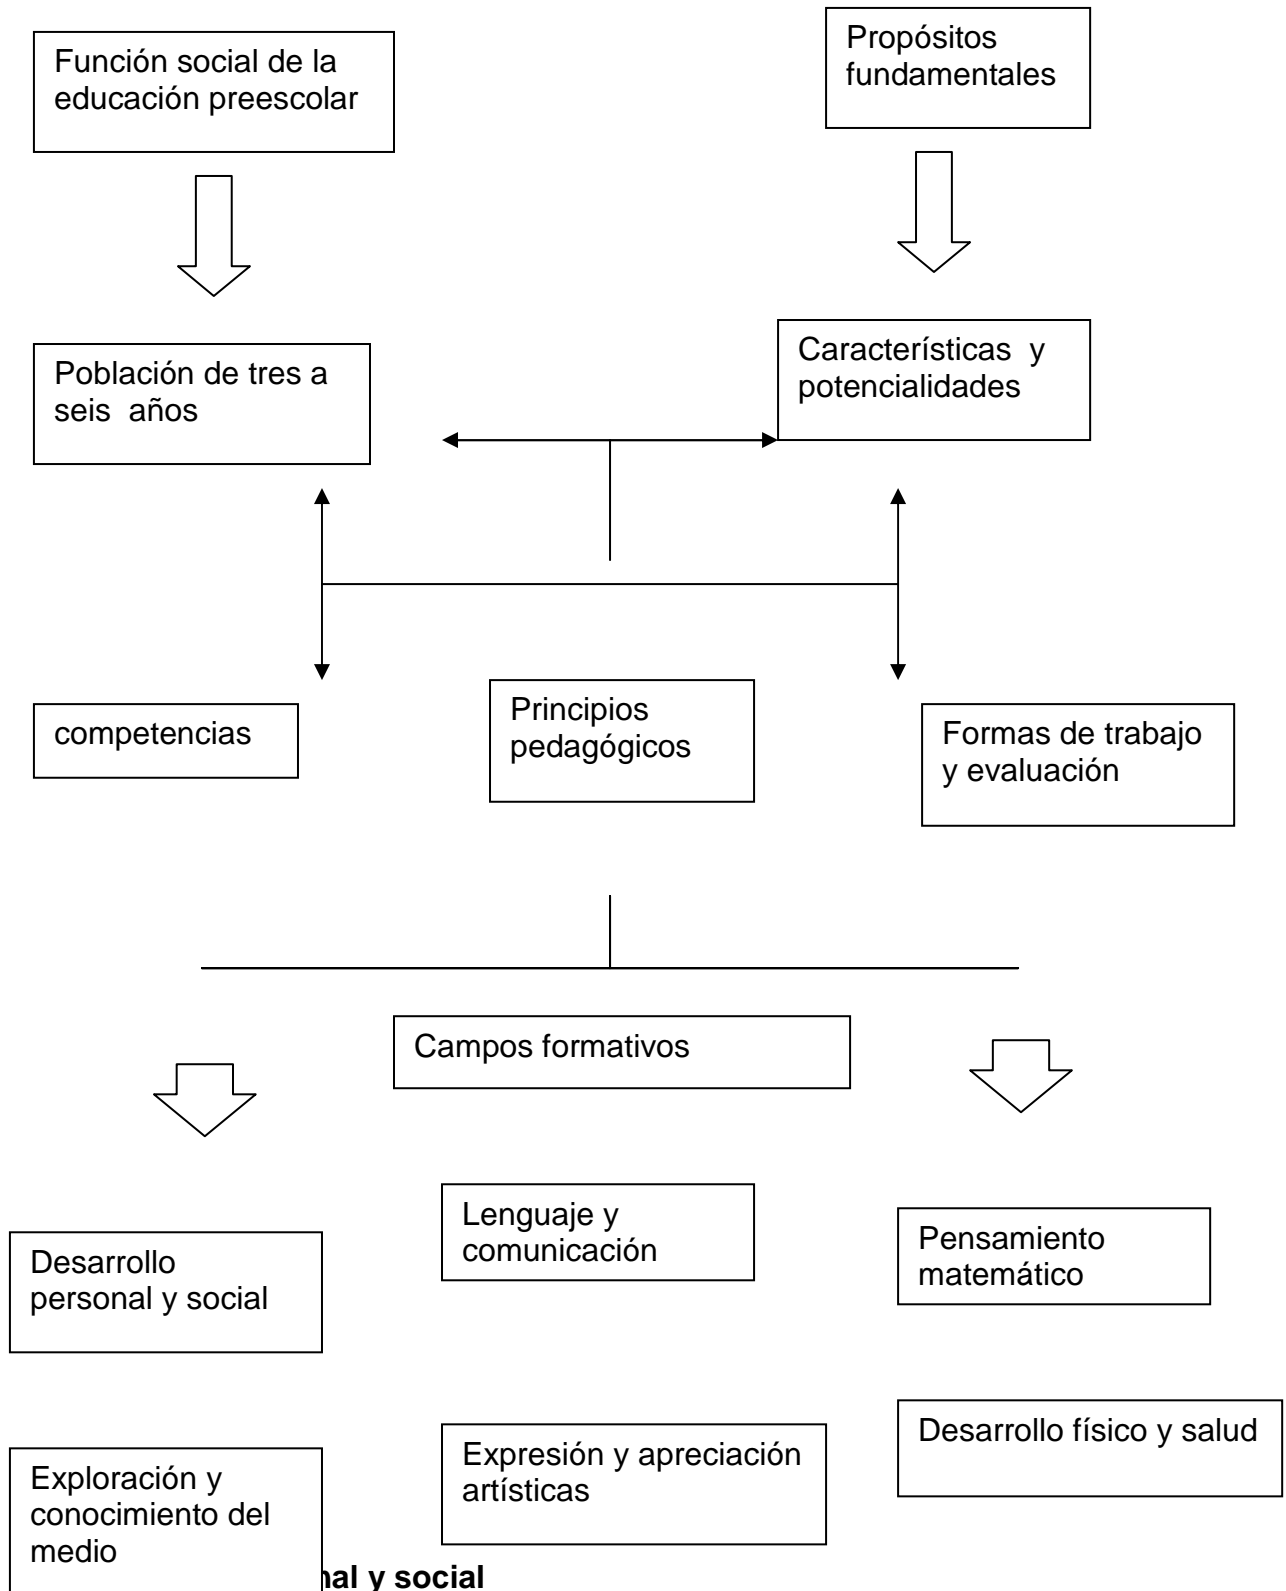 Función social de la
educación preescolar
Propósitos
fundamentales
Población de tres a
seis  años
Características  y
potencialidades
competencias
Principios
pedagógicos
Formas de trabajo
y evaluación
Campos formativos
Desarrollo
personal y social
Lenguaje y
comunicación
Pensamiento
matemático
Exploración y
conocimiento del
medio
Expresión y apreciación
artísticas
Desarrollo físico y salud
y social